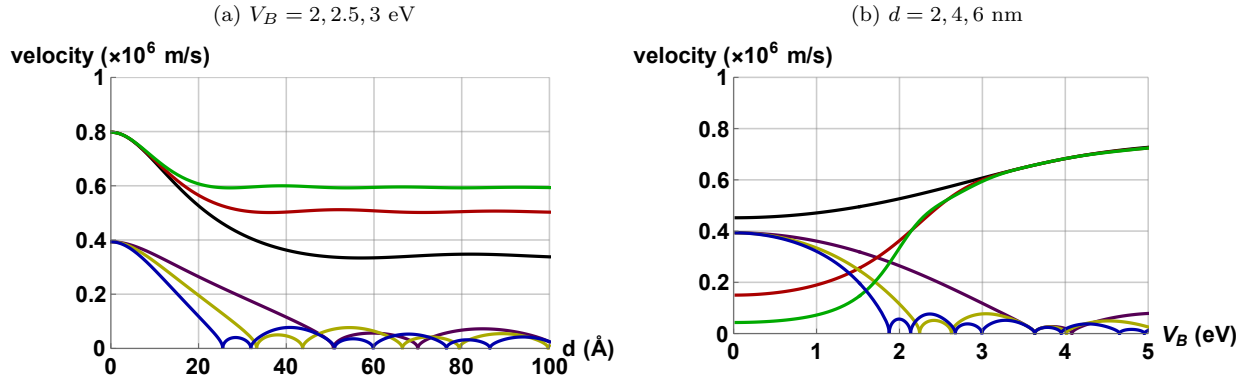 (a) V_B = 2, 2.5, 3 eV
velocity (×10⁶ m/s)
1
0.8
0.6
0.4
0.2
0
0 20 40 60 80 100
d (Å)
(b) d = 2, 4, 6 nm
velocity (×10⁶ m/s)
1
0.8
0.6
0.4
0.2
0
0 1 2 3 4 5
V_B (eV)